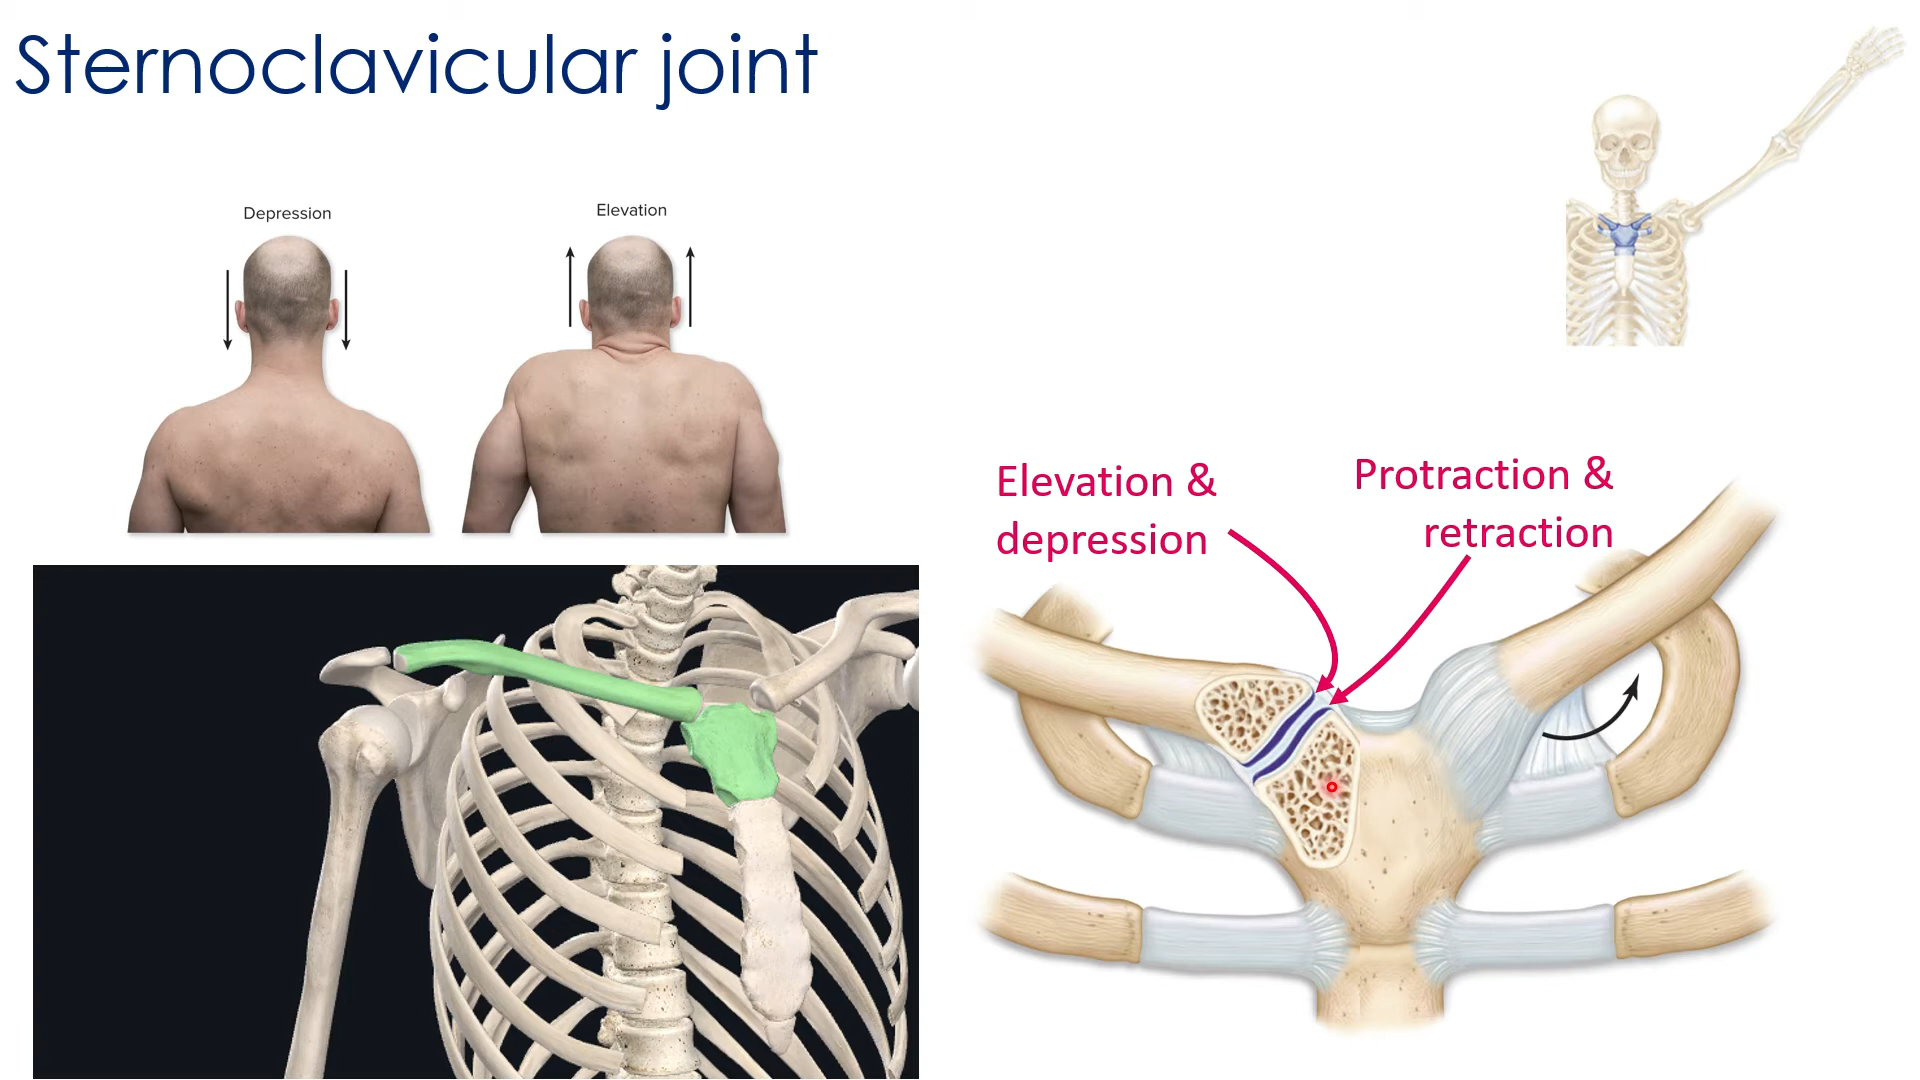 Sternoclavicular joint
Depression
Elevation
Elevation &
depression
Protraction &
retraction